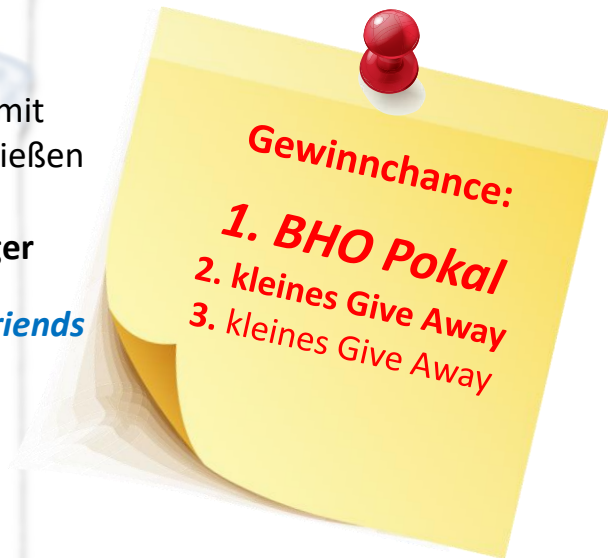 mit
ießen
ger
riends
Gewinnchance:
1. BHO Pokal
2. kleines Give Away
3. kleines Give Away